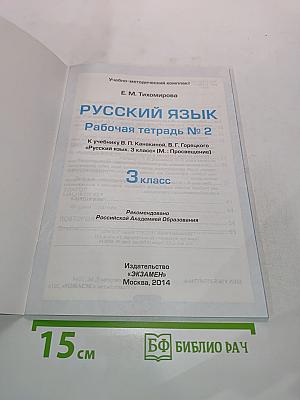 Учебно-методический комплект
Е. М. Тихомирова
РУССКИЙ ЯЗЫК
Рабочая тетрадь № 2
К учебнику В. П. Канакиной, В. Г. Горецкого
«Русский язык. 3 класс» (М. : Просвещение)
3 класс
Рекомендовано
Российской Академией Образования
Издательство
«ЭКЗАМЕН»
Москва, 2014
15 см
БФ БИБЛИО РАЧ